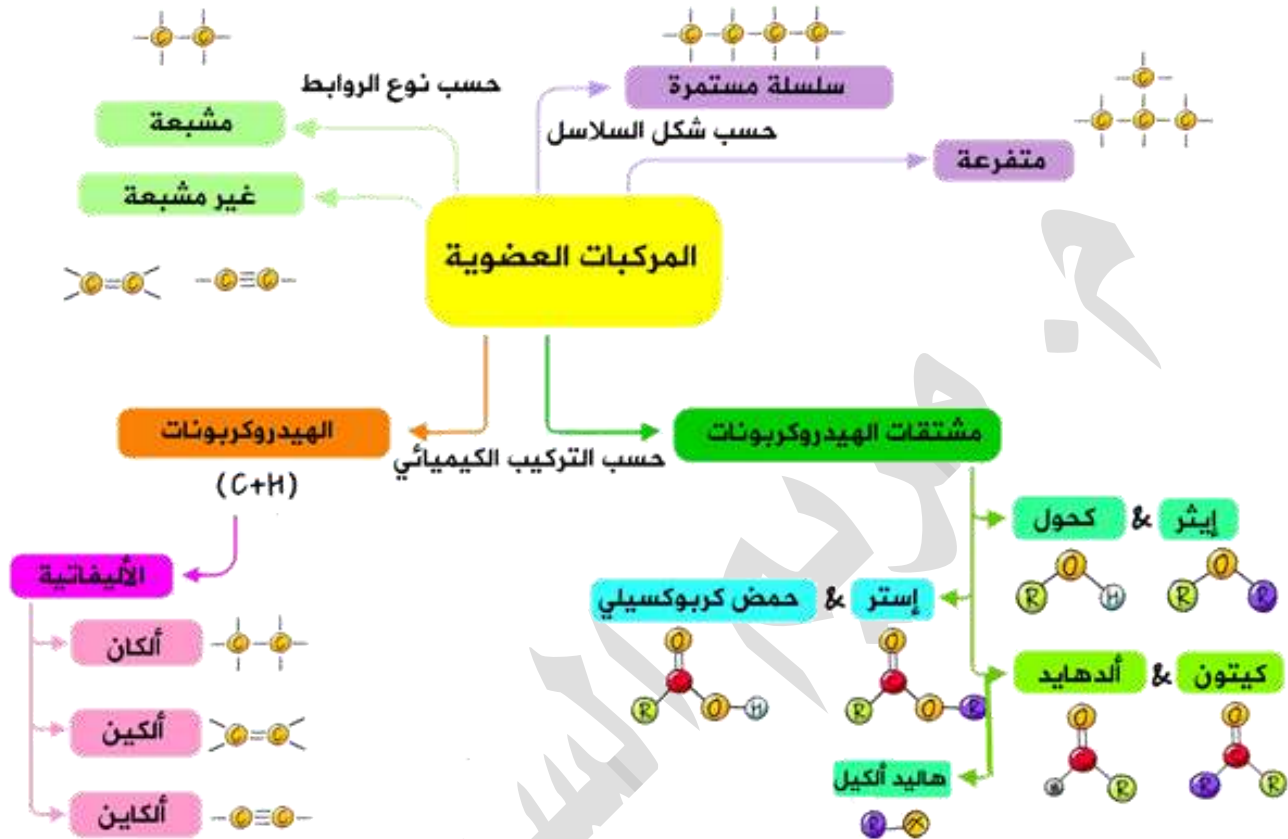 حسب نوع الروابط
سلسلة مستمرة
مشبعة
حسب شكل السلاسل
متفرعة
غير مشبعة
المركبات العضوية
الهيدروكربونات
مشتقات الهيدروكربونات
حسب التركيب الكيميائي
(C+H)
إيثر & كحول
الأليفاتية
إستر & حمض كربوكسيلي
ألكان
كيتون & ألدهايد
ألكين
هاليد ألكيل
ألكاين